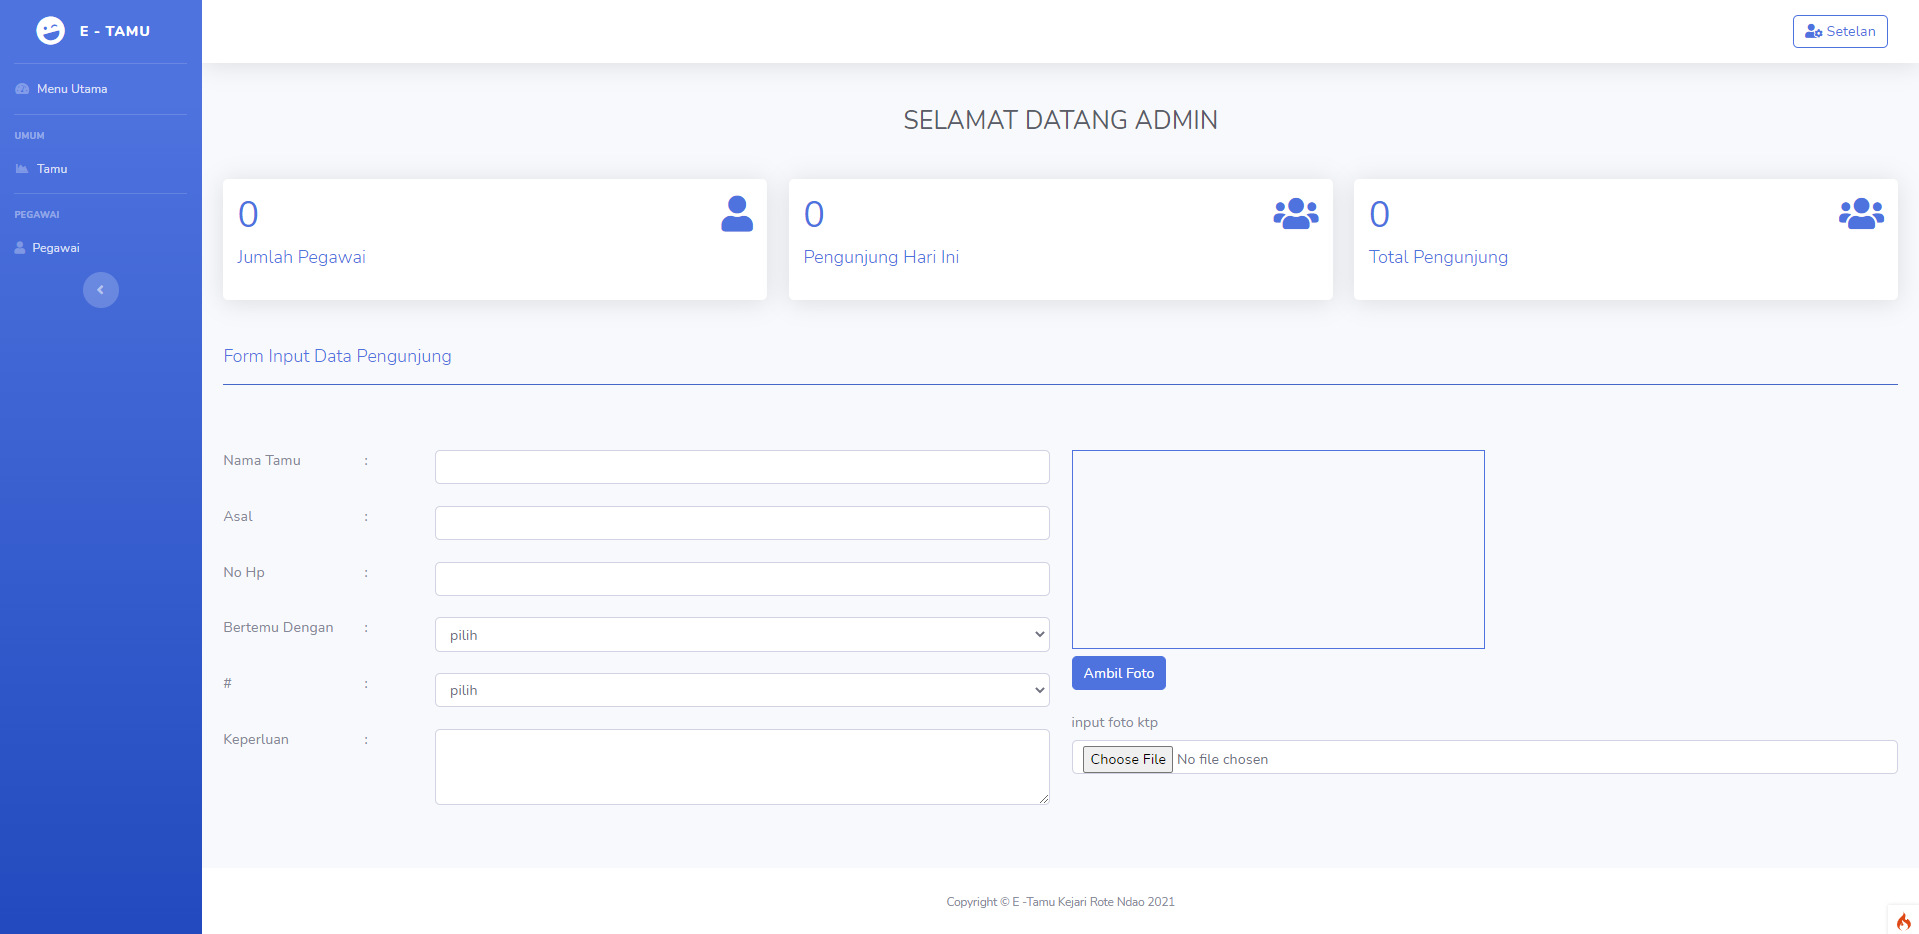 E - TAMU
Setelan
Menu Utama
UMUM
Tamu
PEGAWAI
Pegawai
SELAMAT DATANG ADMIN
0
Jumlah Pegawai
0
Pengunjung Hari Ini
0
Total Pengunjung
Form Input Data Pengunjung
Nama Tamu :
Asal :
No Hp :
Bertemu Dengan : pilih
# : pilih
Keperluan :
Ambil Foto
input foto ktp
Choose File No file chosen
Copyright © E -Tamu Kejari Rote Ndao 2021